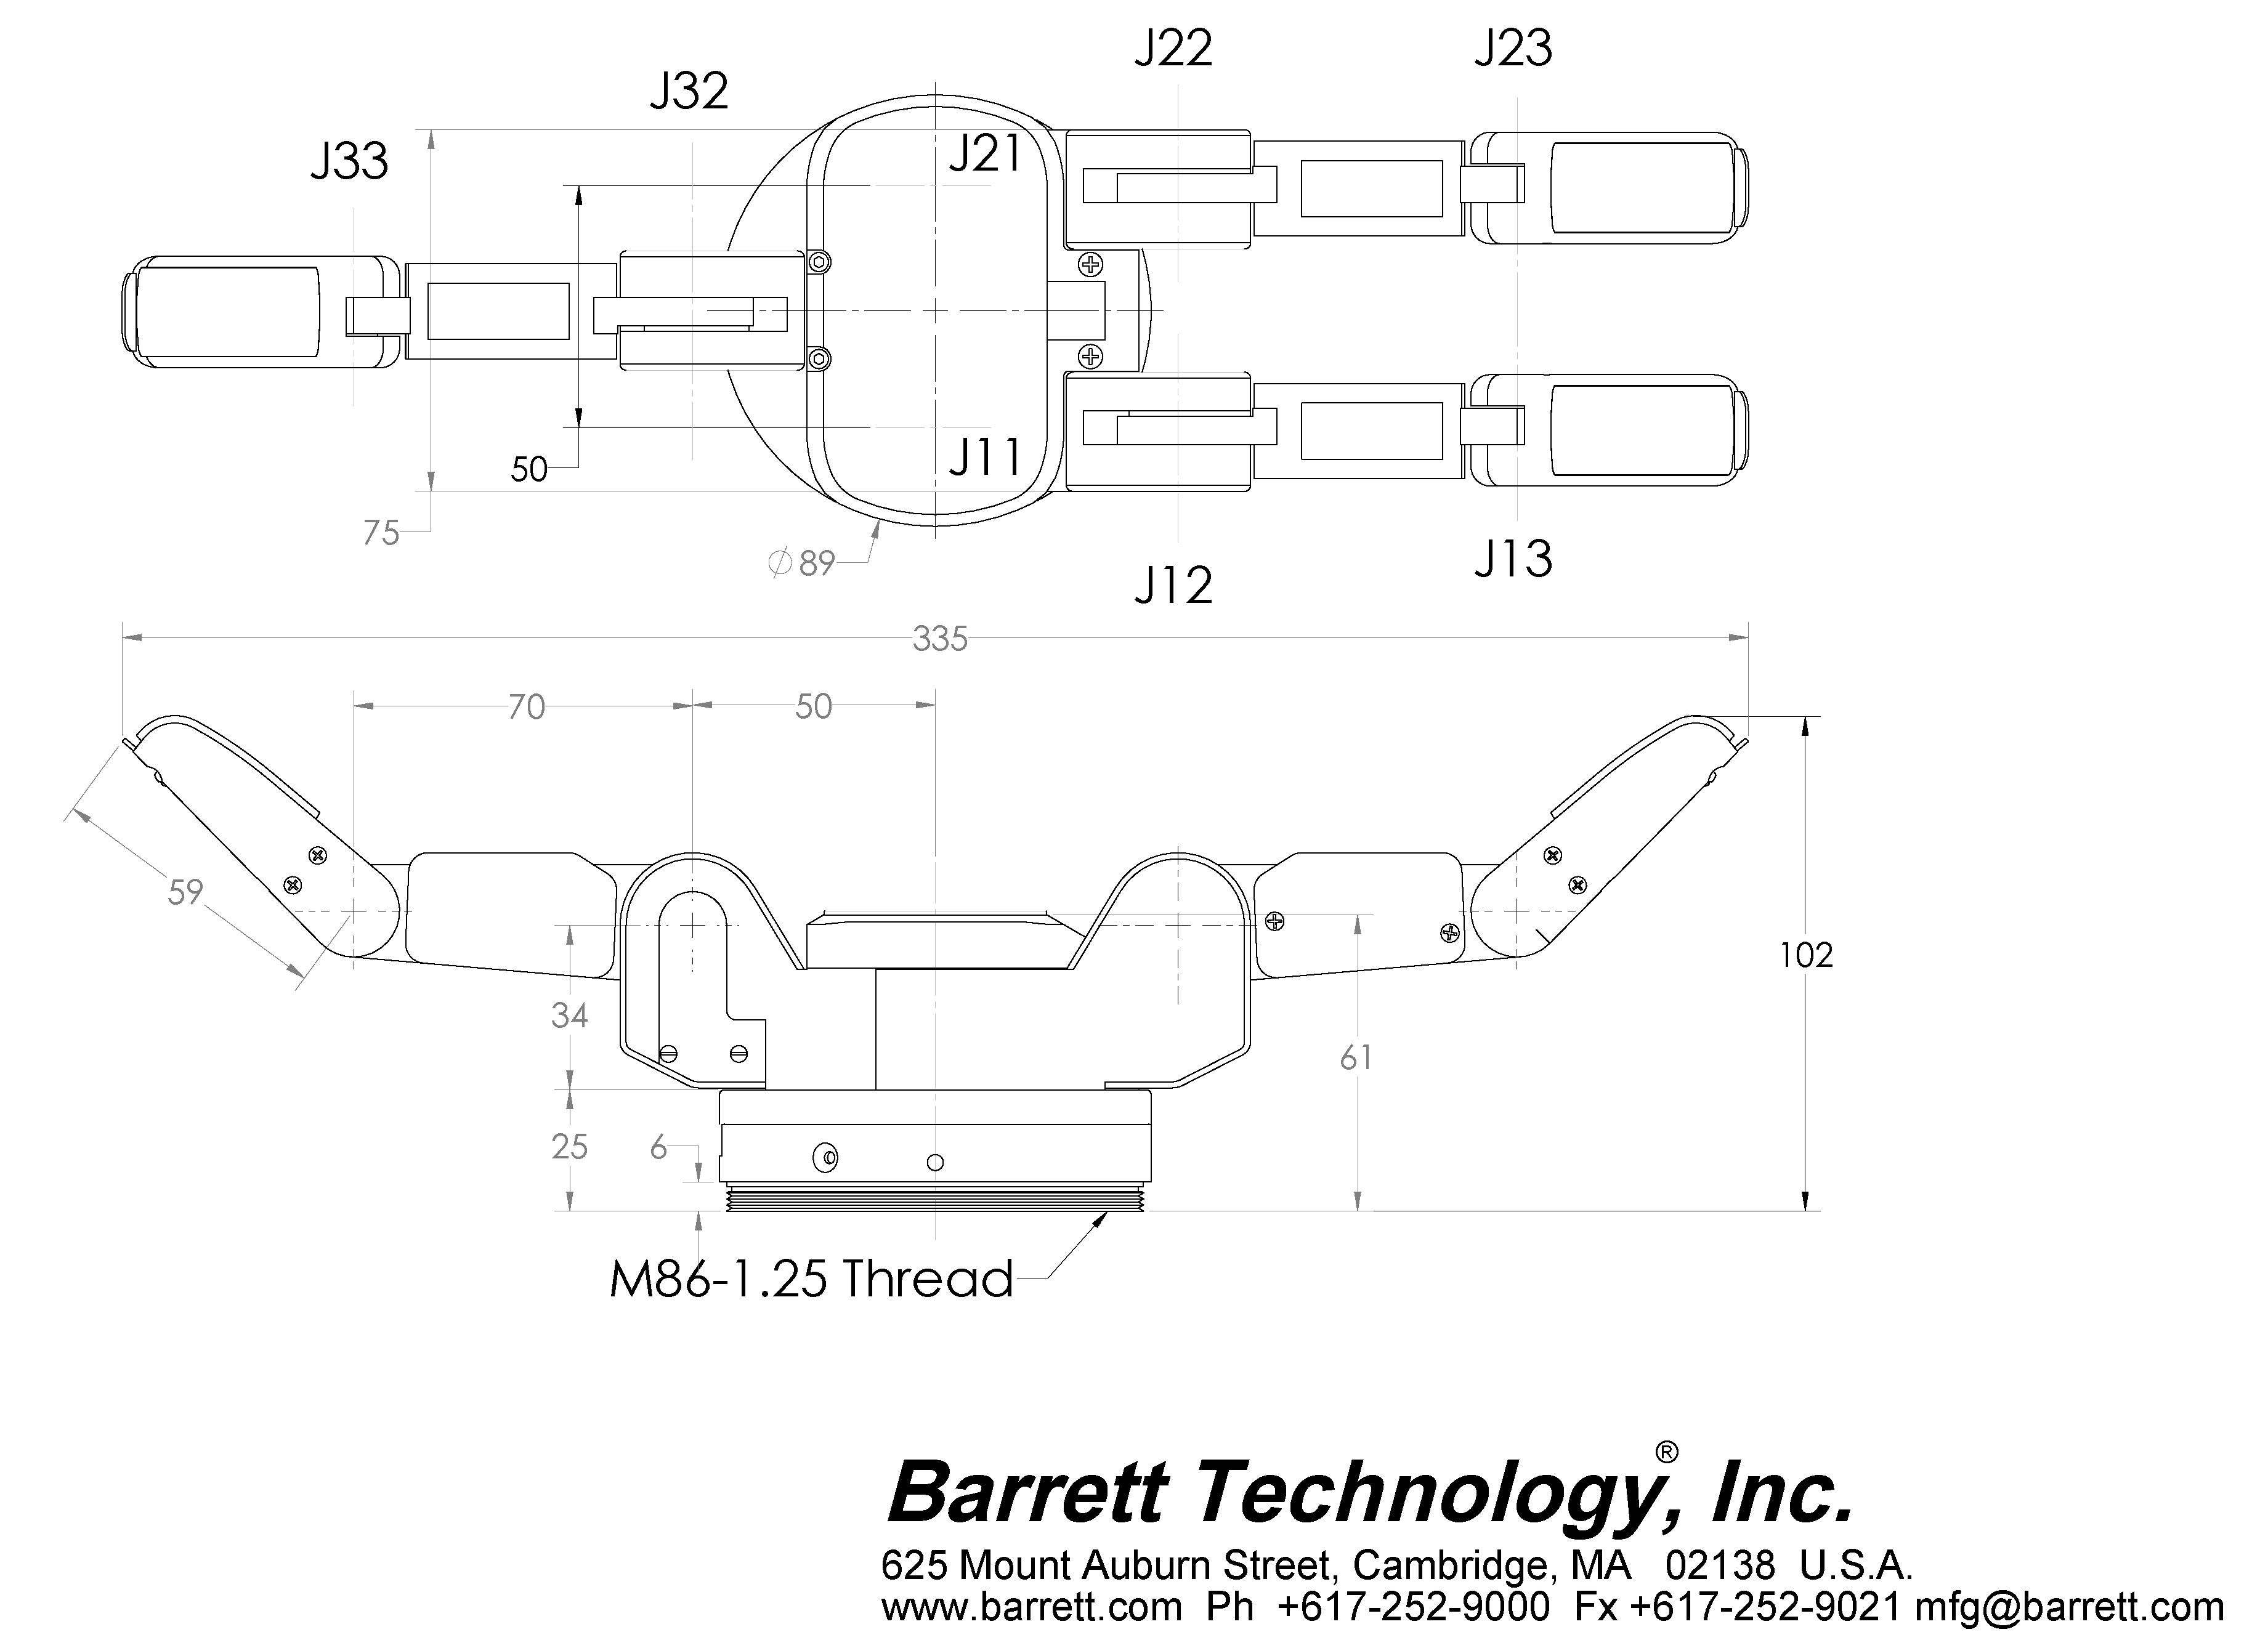 J22
J23
J32
J33
J21
50
J11
75
⌀89
J12
J13
335
70
50
59
34
61
102
25
6
M86-1.25 Thread
Barrett Technology®, Inc.
625 Mount Auburn Street, Cambridge, MA 02138 U.S.A.
www.barrett.com Ph +617-252-9000 Fx +617-252-9021 mfg@barrett.com